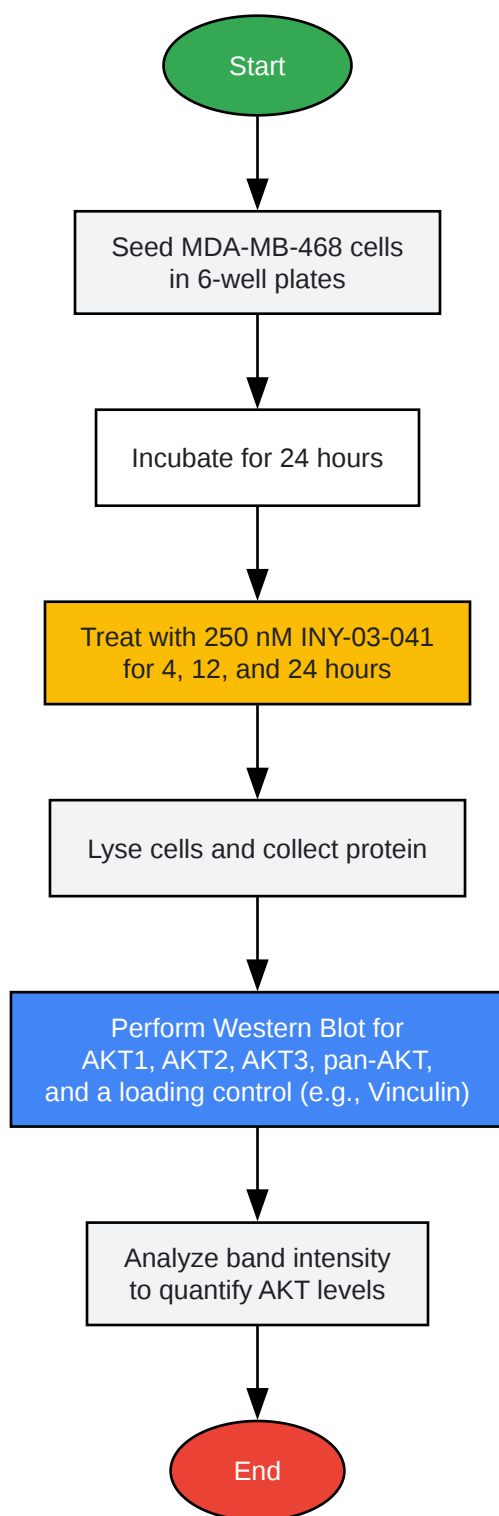 Start
Seed MDA-MB-468 cells
in 6-well plates
Incubate for 24 hours
Treat with 250 nM INY-03-041
for 4, 12, and 24 hours
Lyse cells and collect protein
Perform Western Blot for
AKT1, AKT2, AKT3, pan-AKT,
and a loading control (e.g., Vinculin)
Analyze band intensity
to quantify AKT levels
End